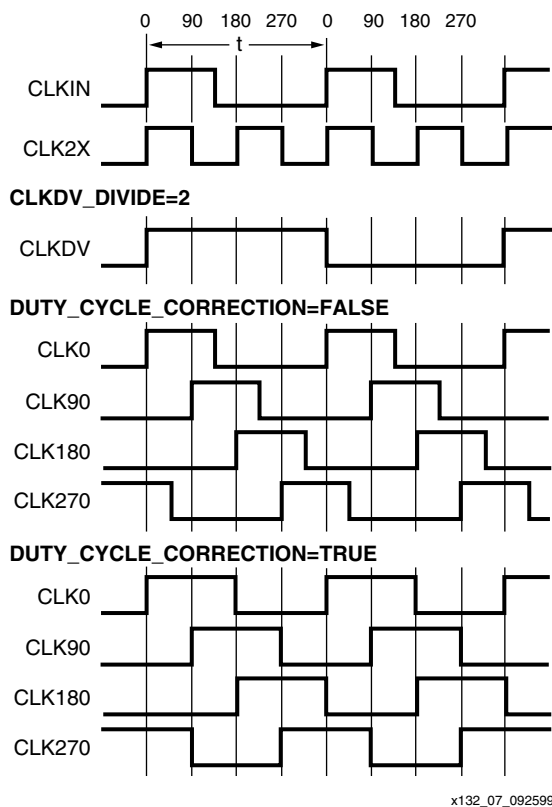 0 90 180 270 0 90 180 270
t
CLKIN
CLK2X
CLKDV_DIVIDE=2
CLKDV
DUTY_CYCLE_CORRECTION=FALSE
CLK0
CLK90
CLK180
CLK270
DUTY_CYCLE_CORRECTION=TRUE
CLK0
CLK90
CLK180
CLK270
x132_07_092599